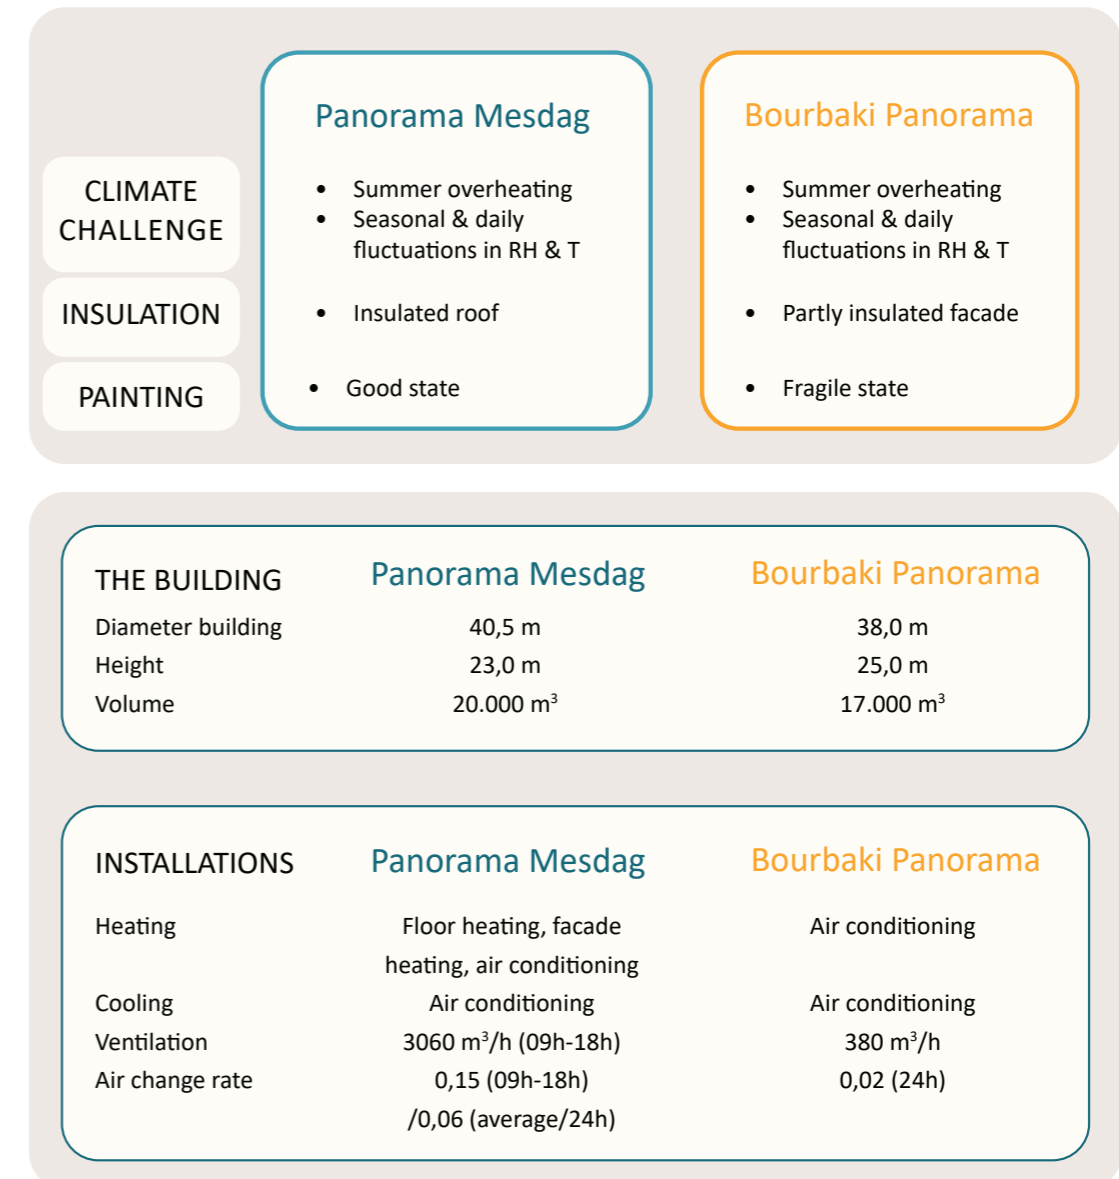 Panorama Mesdag
Bourbaki Panorama
CLIMATE
CHALLENGE
• Summer overheating
• Seasonal & daily
fluctuations in RH & T
• Summer overheating
• Seasonal & daily
fluctuations in RH & T
INSULATION
• Insulated roof
• Partly insulated facade
PAINTING
• Good state
• Fragile state
THE BUILDING Panorama Mesdag Bourbaki Panorama
Diameter building 40,5 m 38,0 m
Height 23,0 m 25,0 m
Volume 20.000 m³ 17.000 m³
INSTALLATIONS Panorama Mesdag Bourbaki Panorama
Heating Floor heating, facade Air conditioning
heating, air conditioning
Cooling Air conditioning Air conditioning
Ventilation 3060 m³/h (09h-18h) 380 m³/h
Air change rate 0,15 (09h-18h) 0,02 (24h)
/0,06 (average/24h)